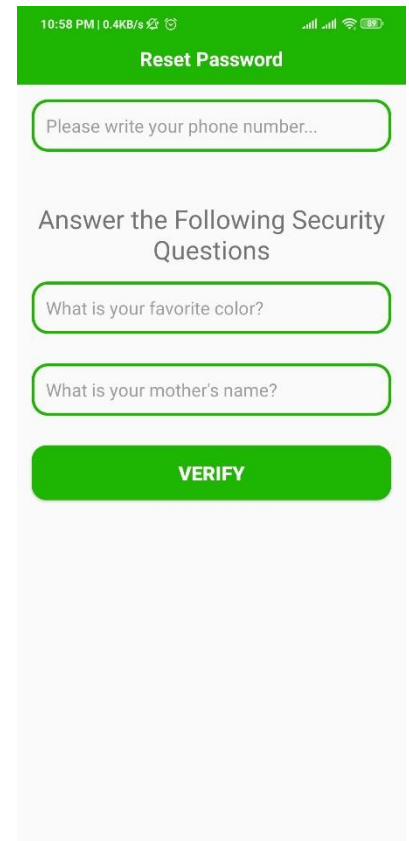 10:58 PM | 0.4KB/s
89
Reset Password
Please write your phone number...
Answer the Following Security
Questions
What is your favorite color?
What is your mother's name?
VERIFY